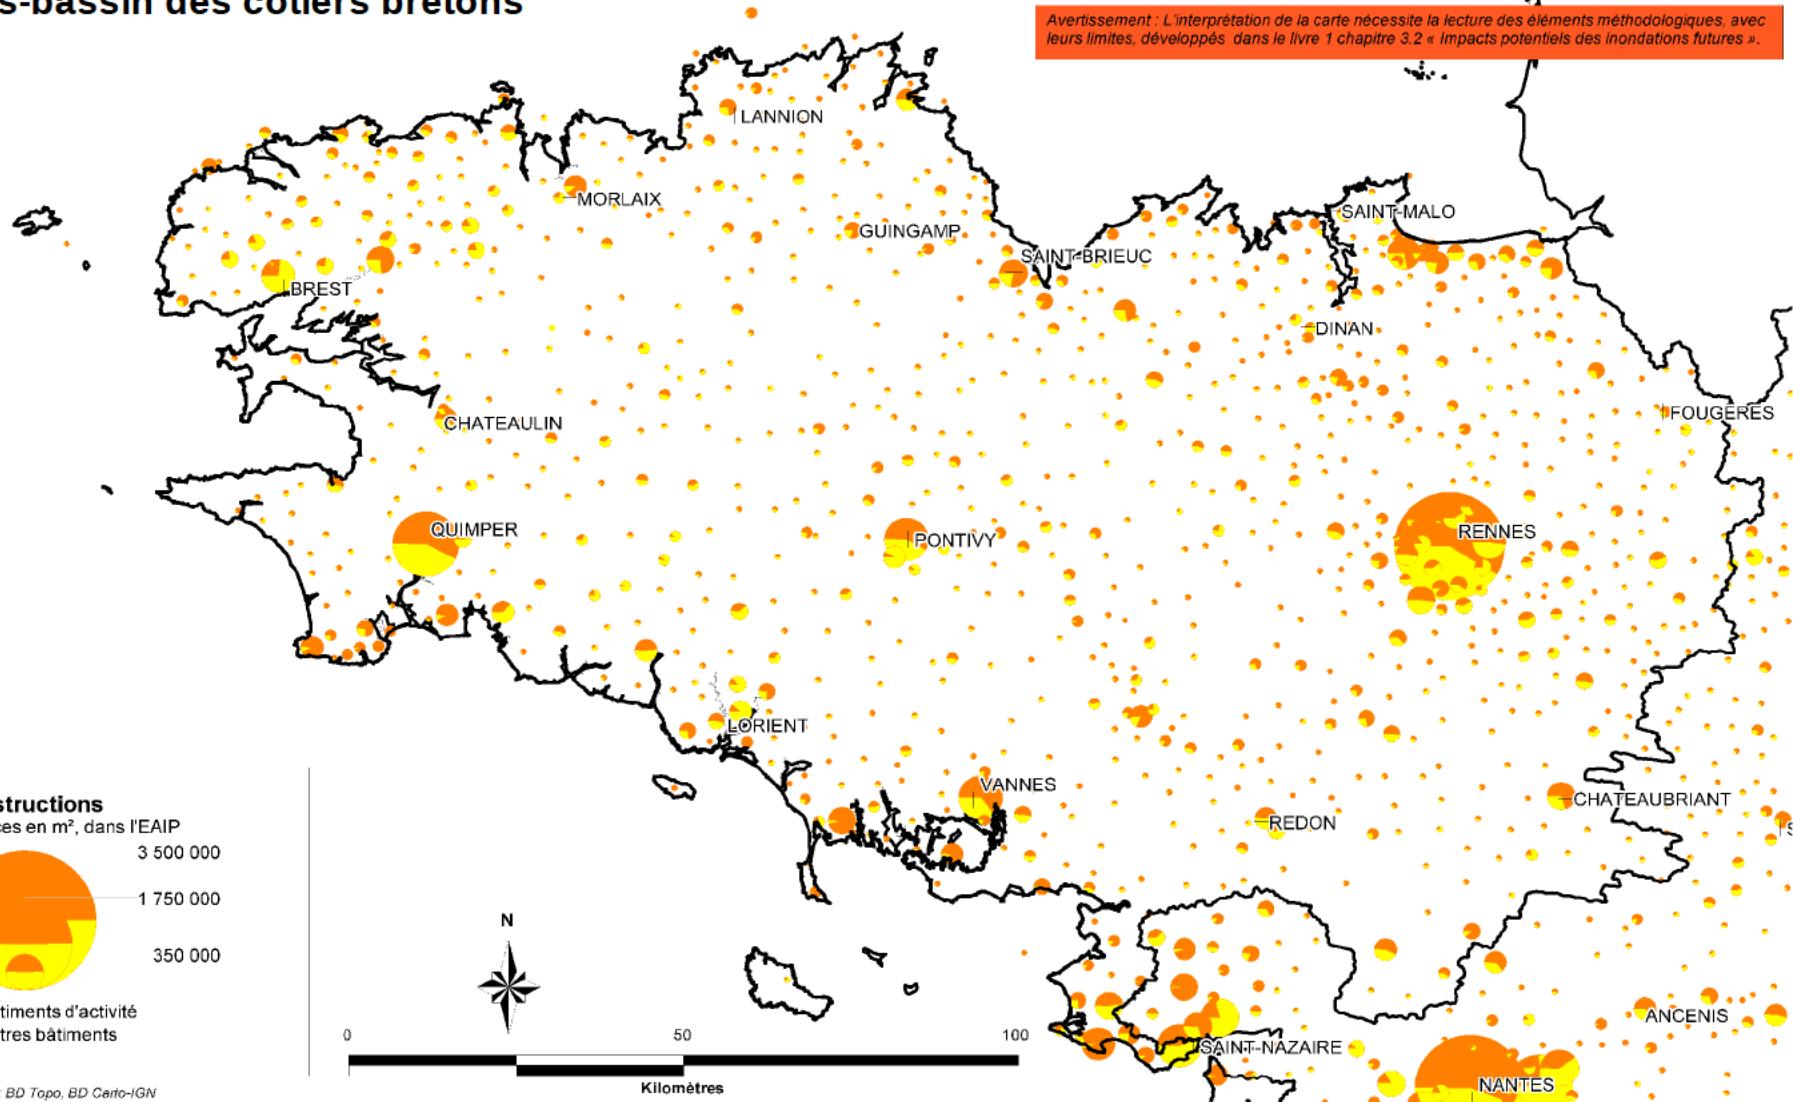 s-bassin des côtiers bretons
Avertissement : L'interprétation de la carte nécessite la lecture des éléments méthodologiques, avec
leurs limites, développés dans le livre 1 chapitre 3.2 « Impacts potentiels des inondations futures ».
LANNION
MORLAIX
SAINT-MALO
GUINGAMP
SAINT-BRIEUC
BREST
DINAN
FOUGERES
CHATEAULIN
QUIMPER
RENNES
PONTIVY
LORIENT
VANNES
CHATEAUBRIANT
REDON
structions
ces en m², dans l'EAIP
3 500 000
1 750 000
350 000
timents d'activité
tres bâtiments
N
0 50 100
Kilomètres
ANCENIS
SAINT-NAZAIRE
NANTES
: BD Topo, BD Carto-IGN